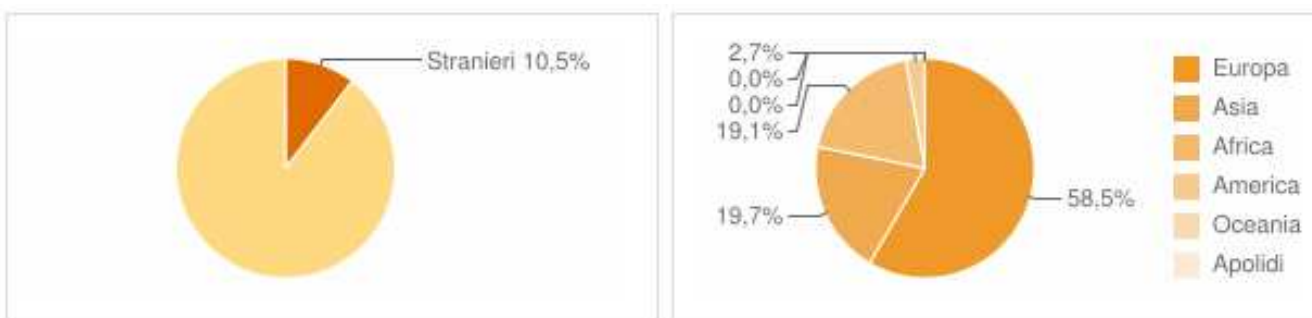 Stranieri 10,5%
2,7%
0,0%
0,0%
19,1%
19,7%
58,5%
Europa
Asia
Africa
America
Oceania
Apolidi